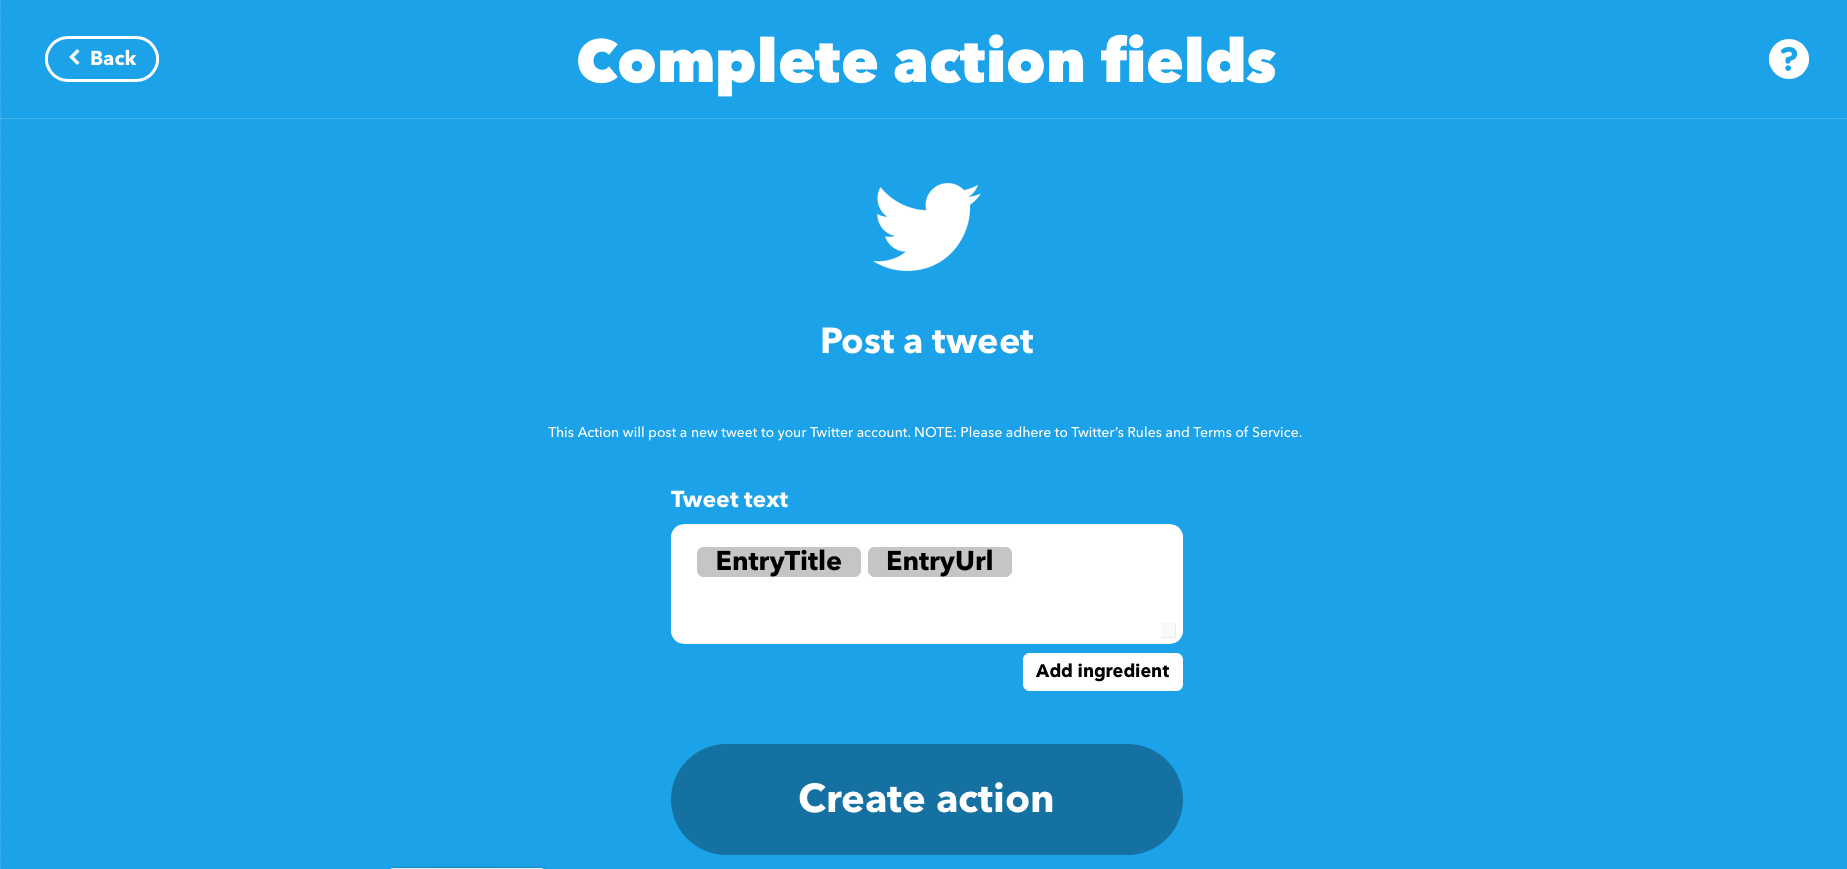 Back
Complete action fields
?
Post a tweet
This Action will post a new tweet to your Twitter account. NOTE: Please adhere to Twitter’s Rules and Terms of Service.
Tweet text
EntryTitle EntryUrl
Add ingredient
Create action